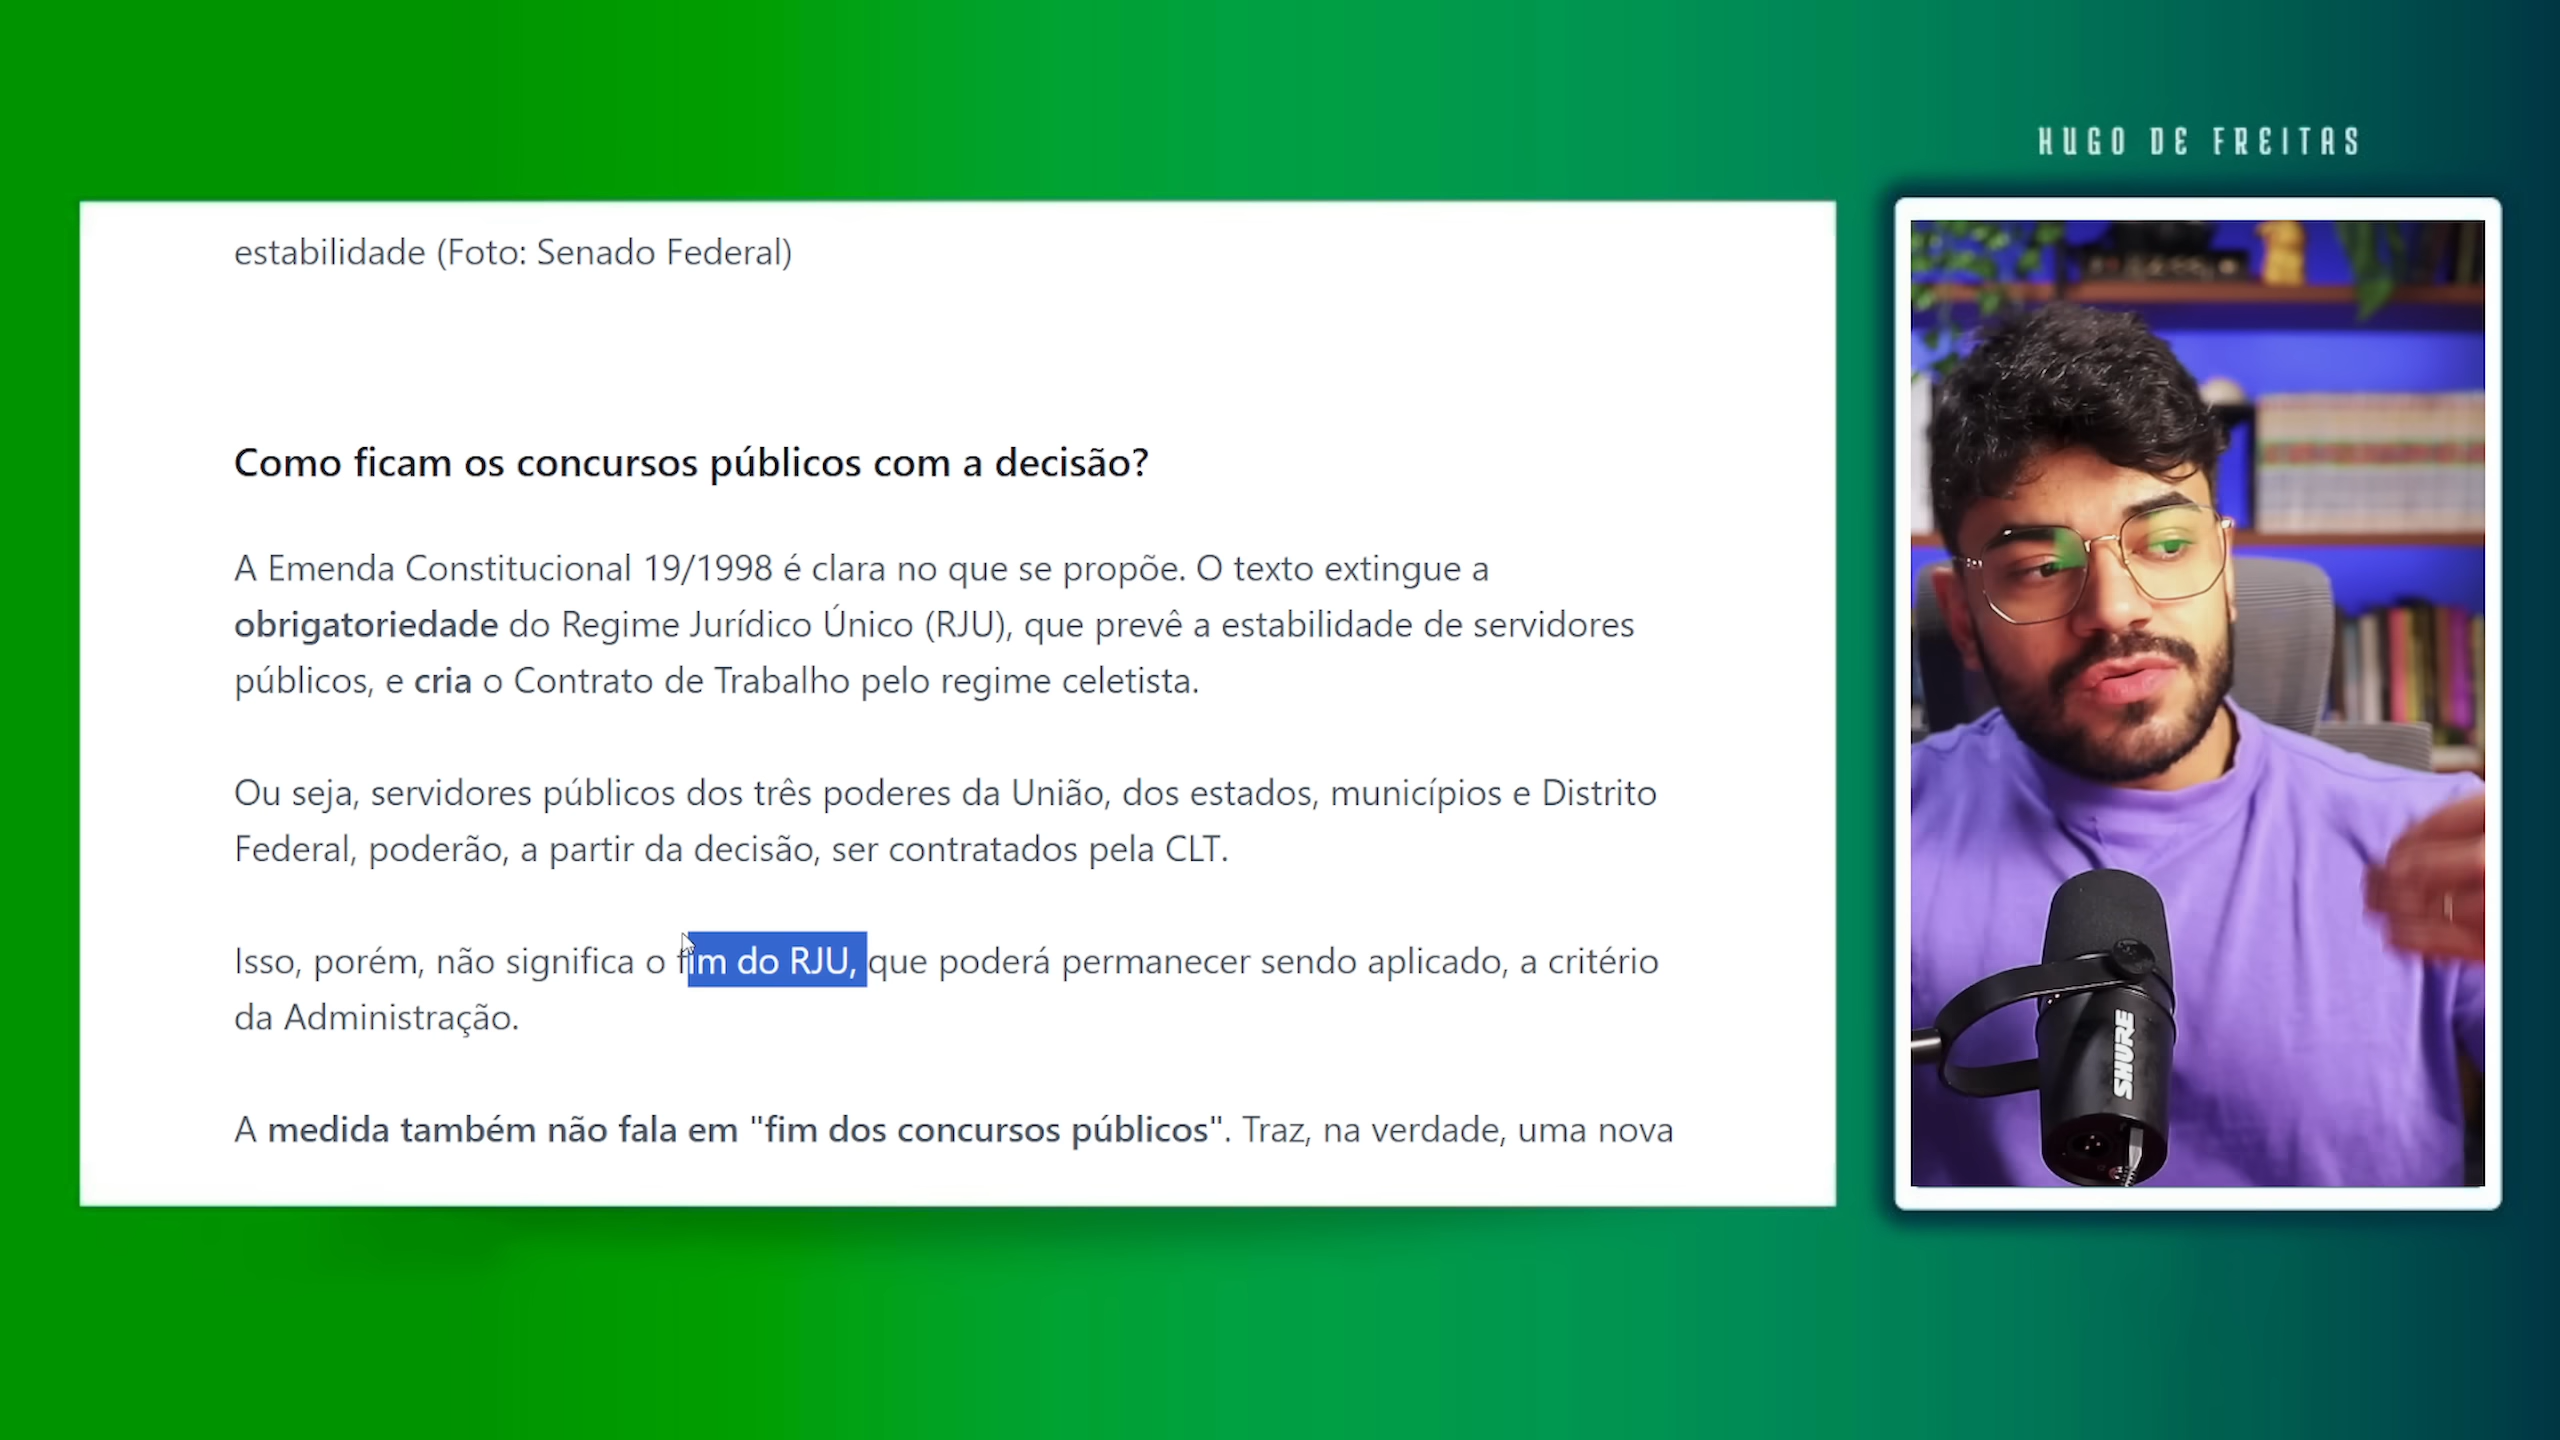 HUGO DE FREITAS
estabilidade (Foto: Senado Federal)
Como ficam os concursos públicos com a decisão?
A Emenda Constitucional 19/1998 é clara no que se propõe. O texto extingue a
obrigatoriedade do Regime Jurídico Único (RJU), que prevê a estabilidade de servidores
públicos, e cria o Contrato de Trabalho pelo regime celetista.
Ou seja, servidores públicos dos três poderes da União, dos estados, municípios e Distrito
Federal, poderão, a partir da decisão, ser contratados pela CLT.
Isso, porém, não significa o fim do RJU, que poderá permanecer sendo aplicado, a critério
da Administração.
A medida também não fala em "fim dos concursos públicos". Traz, na verdade, uma nova
SHURE